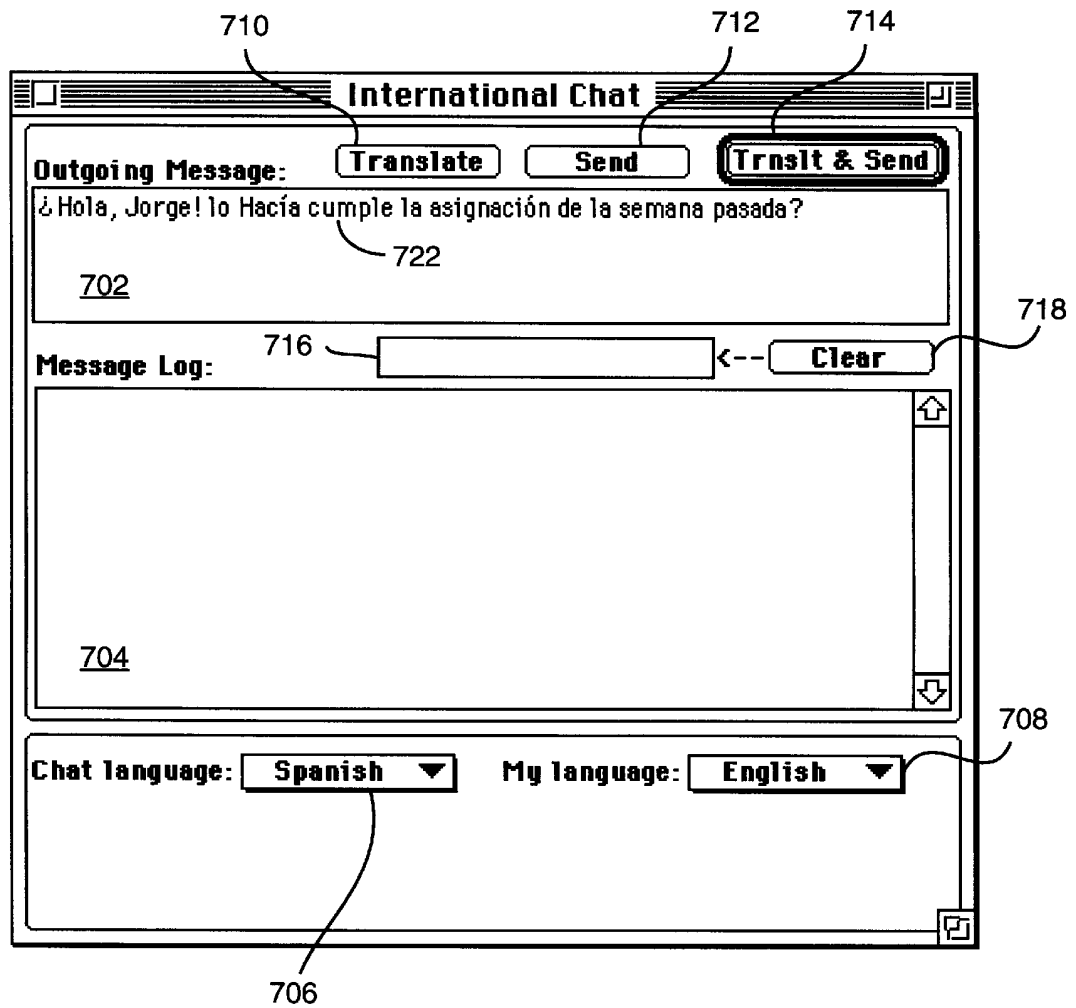 710 712 714
International Chat
Outgoing Message: Translate Send Trnslt & Send
¿Hola, Jorge! lo Hacía cumple la asignación de la semana pasada?
722
702
718
Message Log: 716 <-- Clear
704
708
Chat language: Spanish My language: English
706